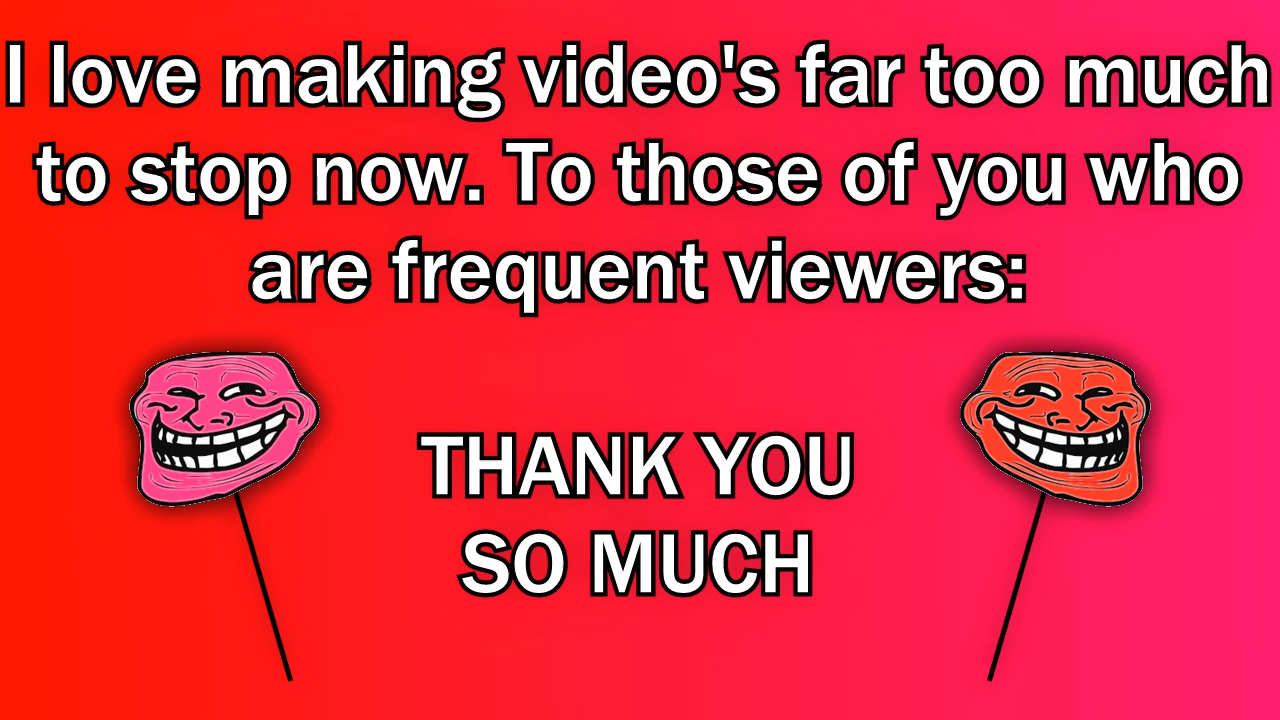 I love making video's far too much
to stop now. To those of you who
are frequent viewers:
THANK YOU
SO MUCH